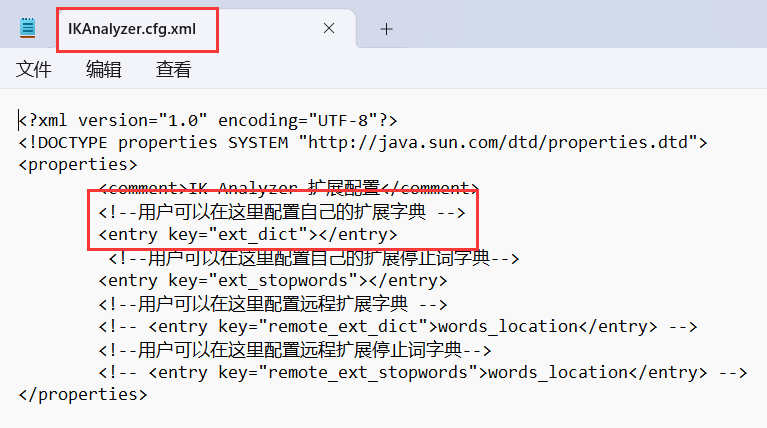 IKAnalyzer.cfg.xml
文件 编辑 查看
<?xml version="1.0" encoding="UTF-8"?>
<!DOCTYPE properties SYSTEM "http://java.sun.com/dtd/properties.dtd">
<properties>
<comment>IK Analyzer 扩展配置</comment>
<!--用户可以在这里配置自己的扩展字典 -->
<entry key="ext_dict"></entry>
<!--用户可以在这里配置自己的扩展停止词字典-->
<entry key="ext_stopwords"></entry>
<!--用户可以在这里配置远程扩展字典 -->
<!-- <entry key="remote_ext_dict">words_location</entry> -->
<!--用户可以在这里配置远程扩展停止词字典-->
<!-- <entry key="remote_ext_stopwords">words_location</entry> -->
</properties>